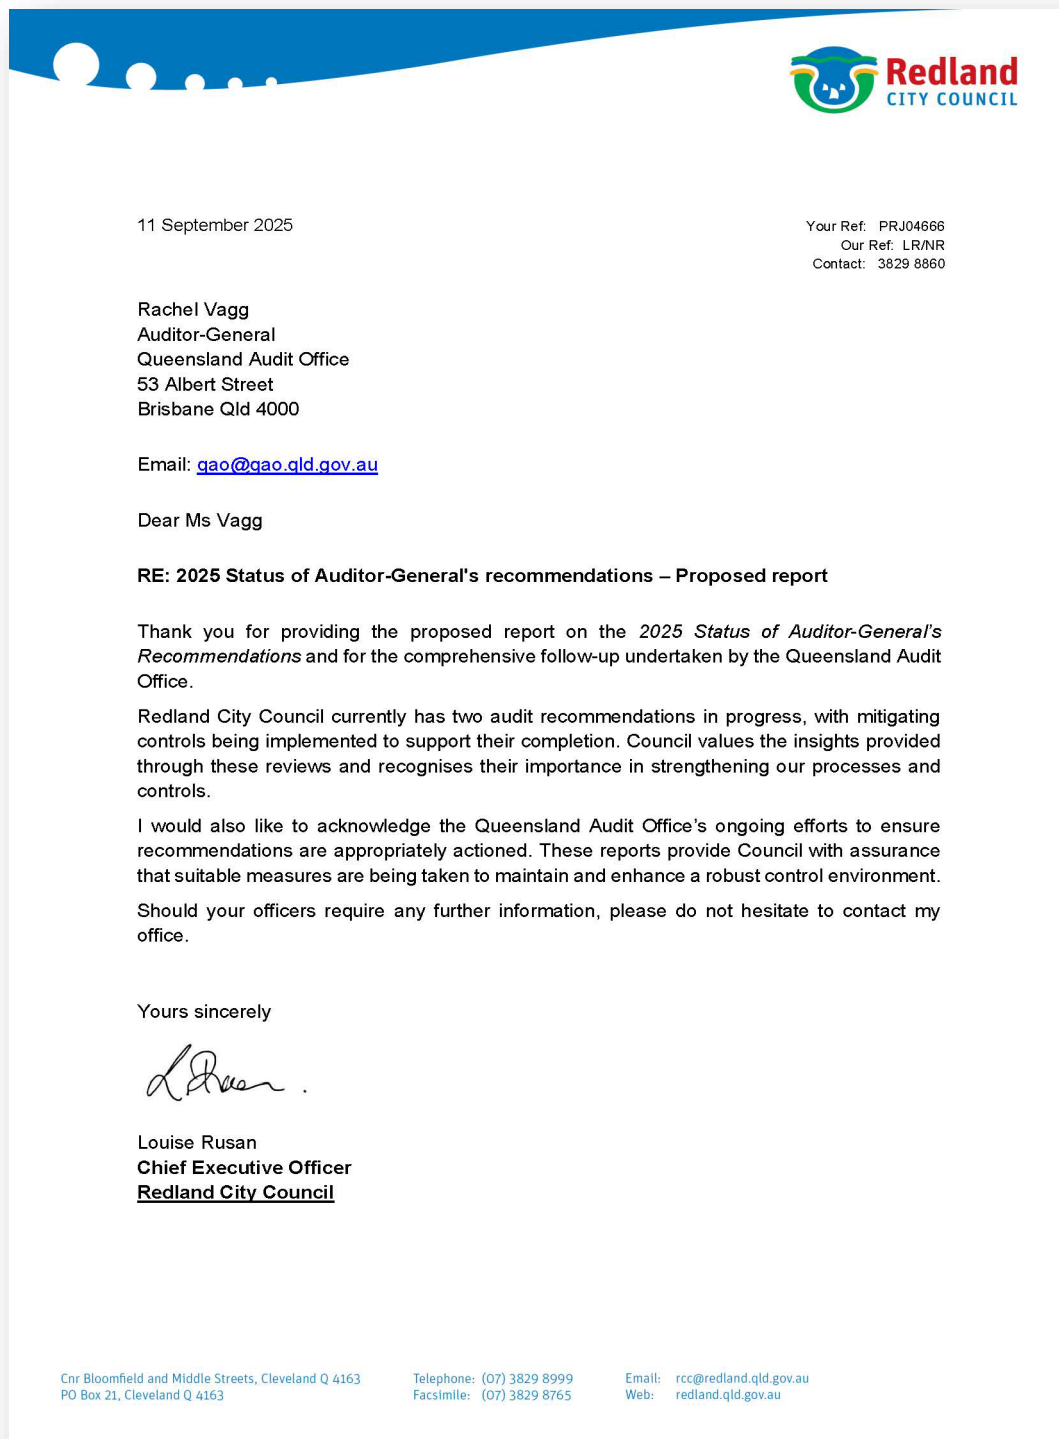 Redland
CITY COUNCIL
11 September 2025
Your Ref: PRJ04666
Our Ref: LR/NR
Contact: 3829 8860
Rachel Vagg
Auditor-General
Queensland Audit Office
53 Albert Street
Brisbane Qld 4000
Email: qao@qao.qld.gov.au
Dear Ms Vagg
RE: 2025 Status of Auditor-General's recommendations – Proposed report
Thank you for providing the proposed report on the 2025 Status of Auditor-General’s
Recommendations and for the comprehensive follow-up undertaken by the Queensland Audit
Office.
Redland City Council currently has two audit recommendations in progress, with mitigating
controls being implemented to support their completion. Council values the insights provided
through these reviews and recognises their importance in strengthening our processes and
controls.
I would also like to acknowledge the Queensland Audit Office’s ongoing efforts to ensure
recommendations are appropriately actioned. These reports provide Council with assurance
that suitable measures are being taken to maintain and enhance a robust control environment.
Should your officers require any further information, please do not hesitate to contact my
office.
Yours sincerely
Louise Rusan
Chief Executive Officer
Redland City Council
Cnr Bloomfield and Middle Streets, Cleveland Q 4163
PO Box 21, Cleveland Q 4163
Telephone: (07) 3829 8999
Facsimile: (07) 3829 8765
Email: rcc@redland.qld.gov.au
Web: redland.qld.gov.au